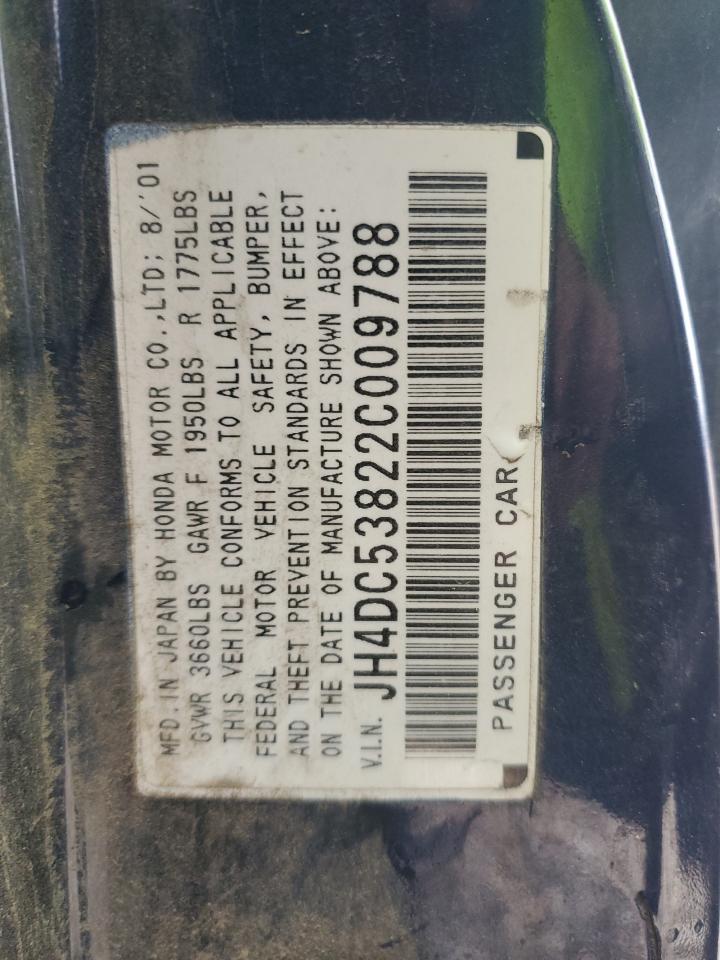 MFD. IN JAPAN BY HONDA MOTOR CO.,LTD; 8/'01
GVWR 3660LBS GAWR F 1950LBS R 1775LBS
THIS VEHICLE CONFORMS TO ALL APPLICABLE
FEDERAL MOTOR VEHICLE SAFETY, BUMPER,
AND THEFT PREVENTION STANDARDS IN EFFECT
ON THE DATE OF MANUFACTURE SHOWN ABOVE:
V.I.N. JH4DC53822C009788
PASSENGER CAR